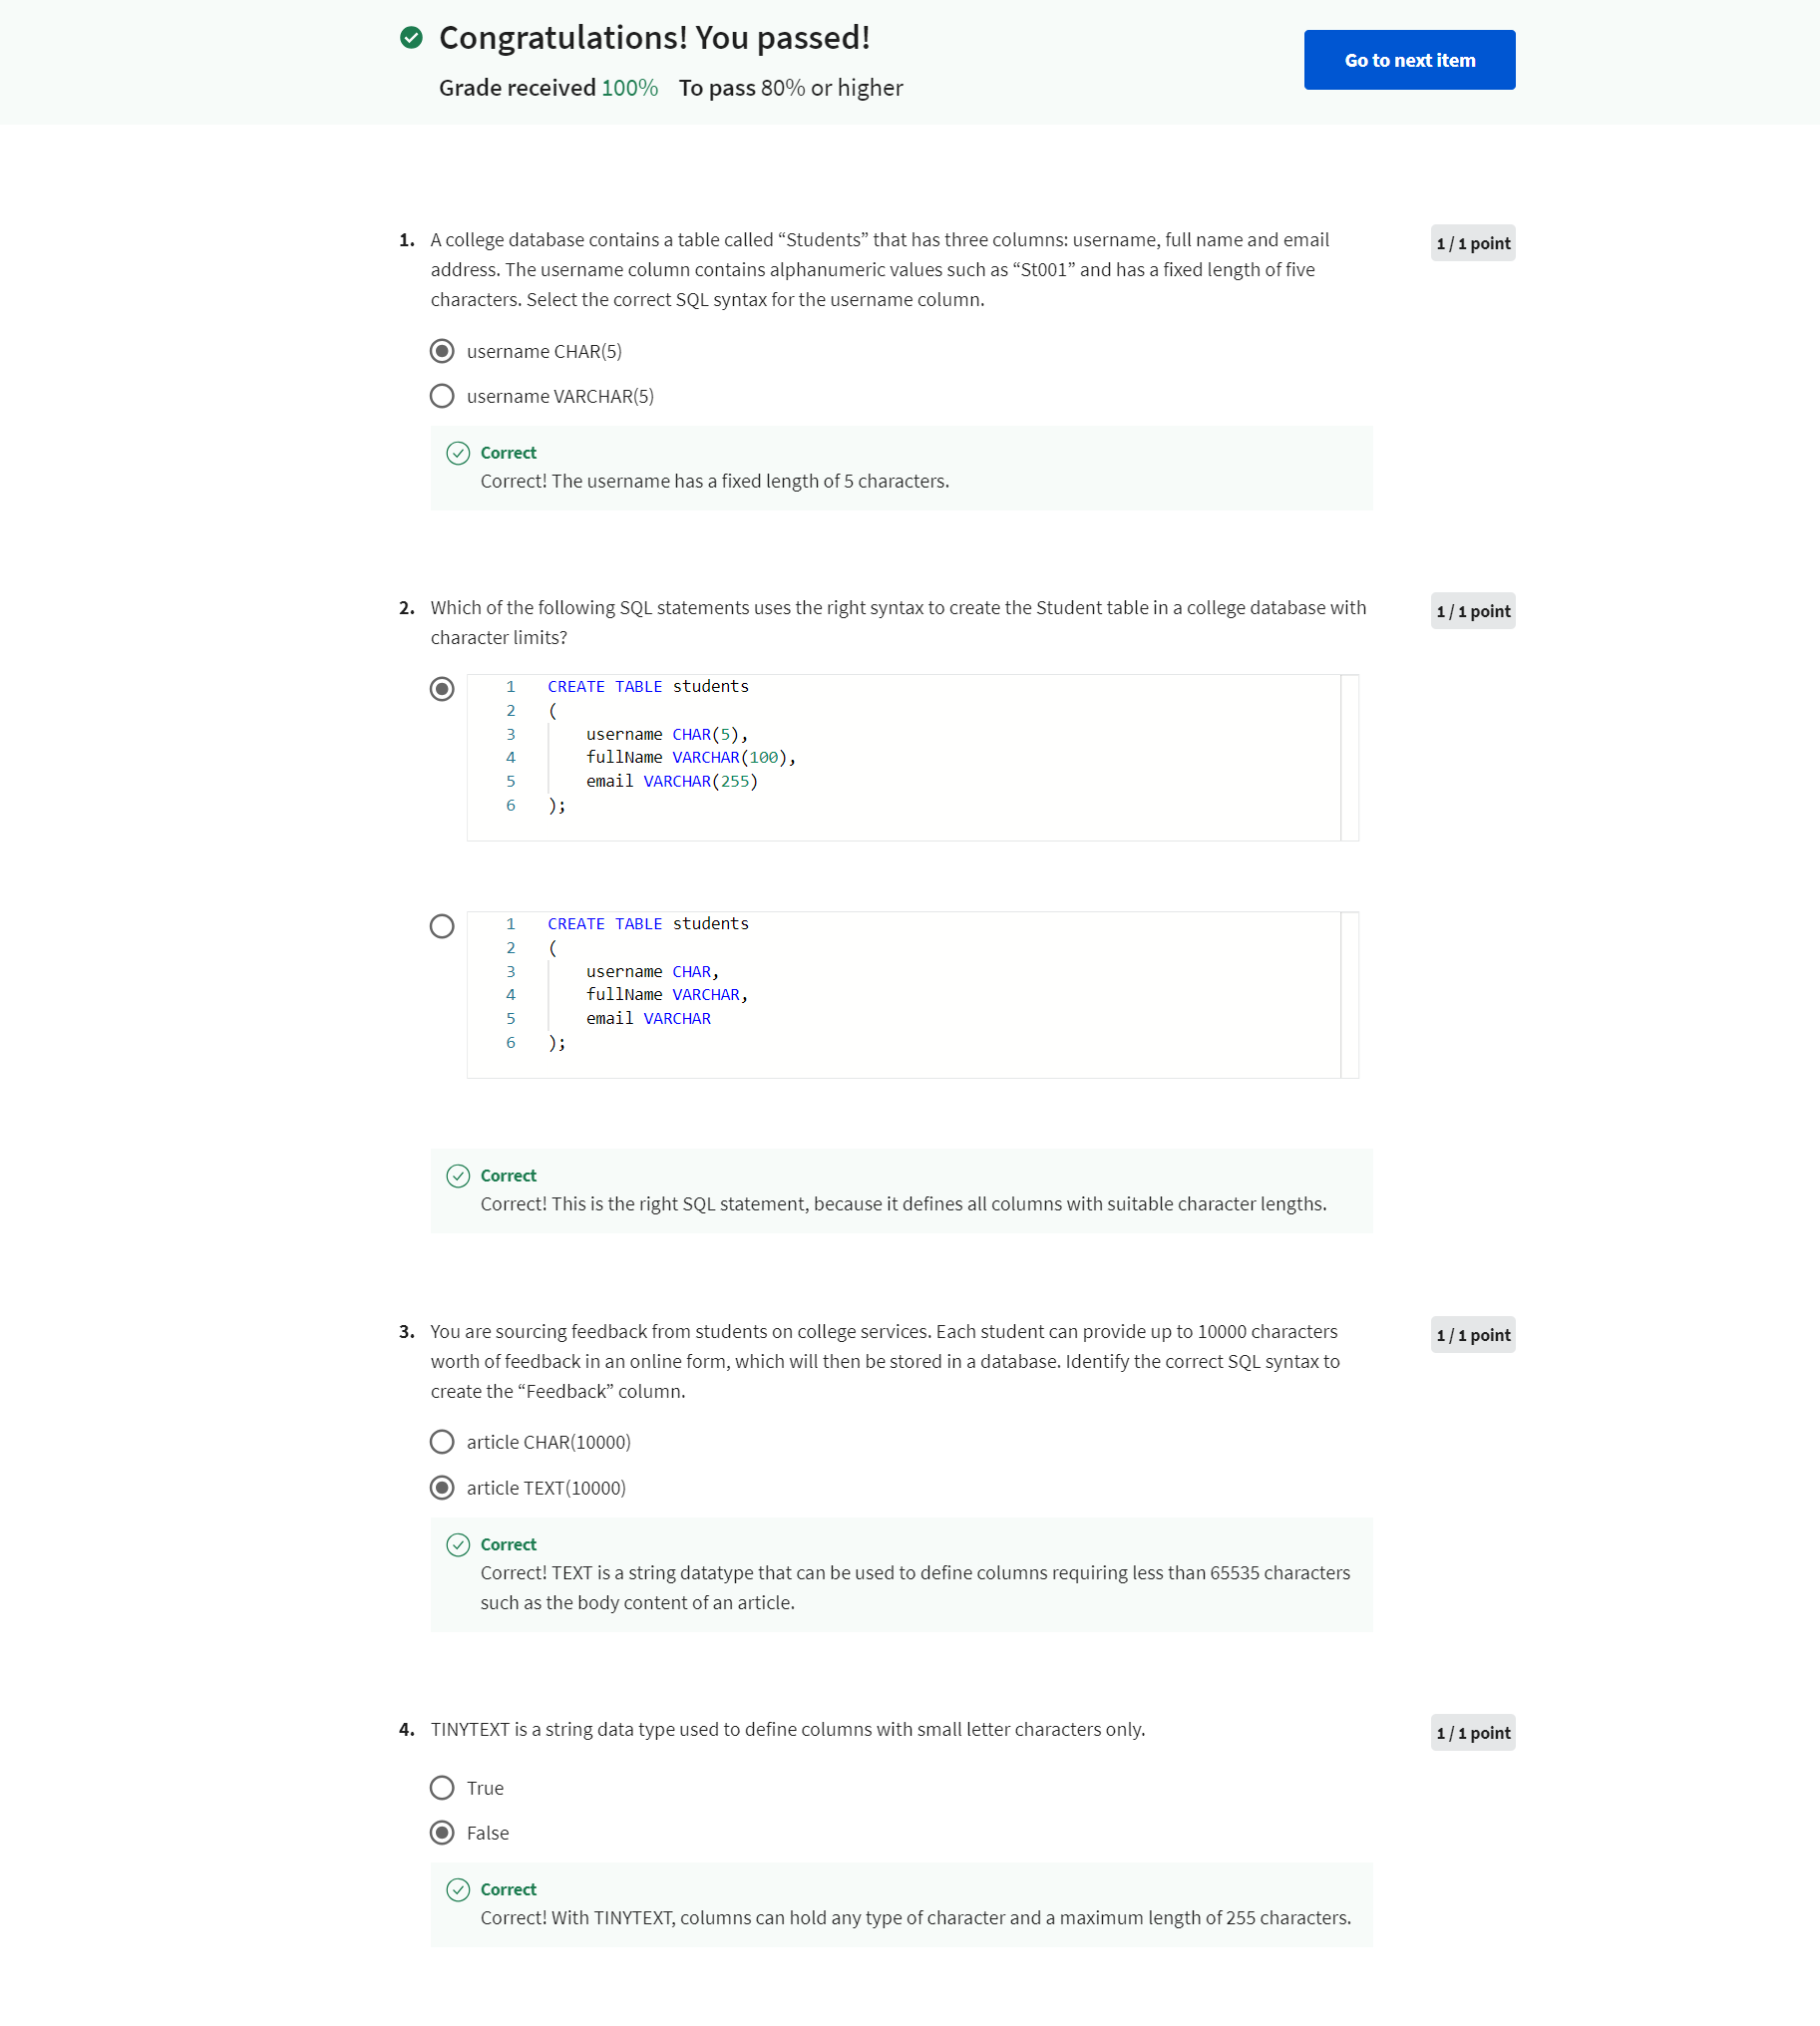 Congratulations! You passed!
Go to next item
Grade received 100% To pass 80% or higher
1. A college database contains a table called “Students” that has three columns: username, full name and email
address. The username column contains alphanumeric values such as “St001” and has a fixed length of five
characters. Select the correct SQL syntax for the username column.
1 / 1 point
username CHAR(5)
username VARCHAR(5)
Correct
Correct! The username has a fixed length of 5 characters.
2. Which of the following SQL statements uses the right syntax to create the Student table in a college database with
character limits?
1 / 1 point
1 CREATE TABLE students
2 (
3 username CHAR(5),
4 fullName VARCHAR(100),
5 email VARCHAR(255)
6 );
1 CREATE TABLE students
2 (
3 username CHAR,
4 fullName VARCHAR,
5 email VARCHAR
6 );
Correct
Correct! This is the right SQL statement, because it defines all columns with suitable character lengths.
3. You are sourcing feedback from students on college services. Each student can provide up to 10000 characters
worth of feedback in an online form, which will then be stored in a database. Identify the correct SQL syntax to
create the “Feedback” column.
1 / 1 point
article CHAR(10000)
article TEXT(10000)
Correct
Correct! TEXT is a string datatype that can be used to define columns requiring less than 65535 characters
such as the body content of an article.
4. TINYTEXT is a string data type used to define columns with small letter characters only.
1 / 1 point
True
False
Correct
Correct! With TINYTEXT, columns can hold any type of character and a maximum length of 255 characters.